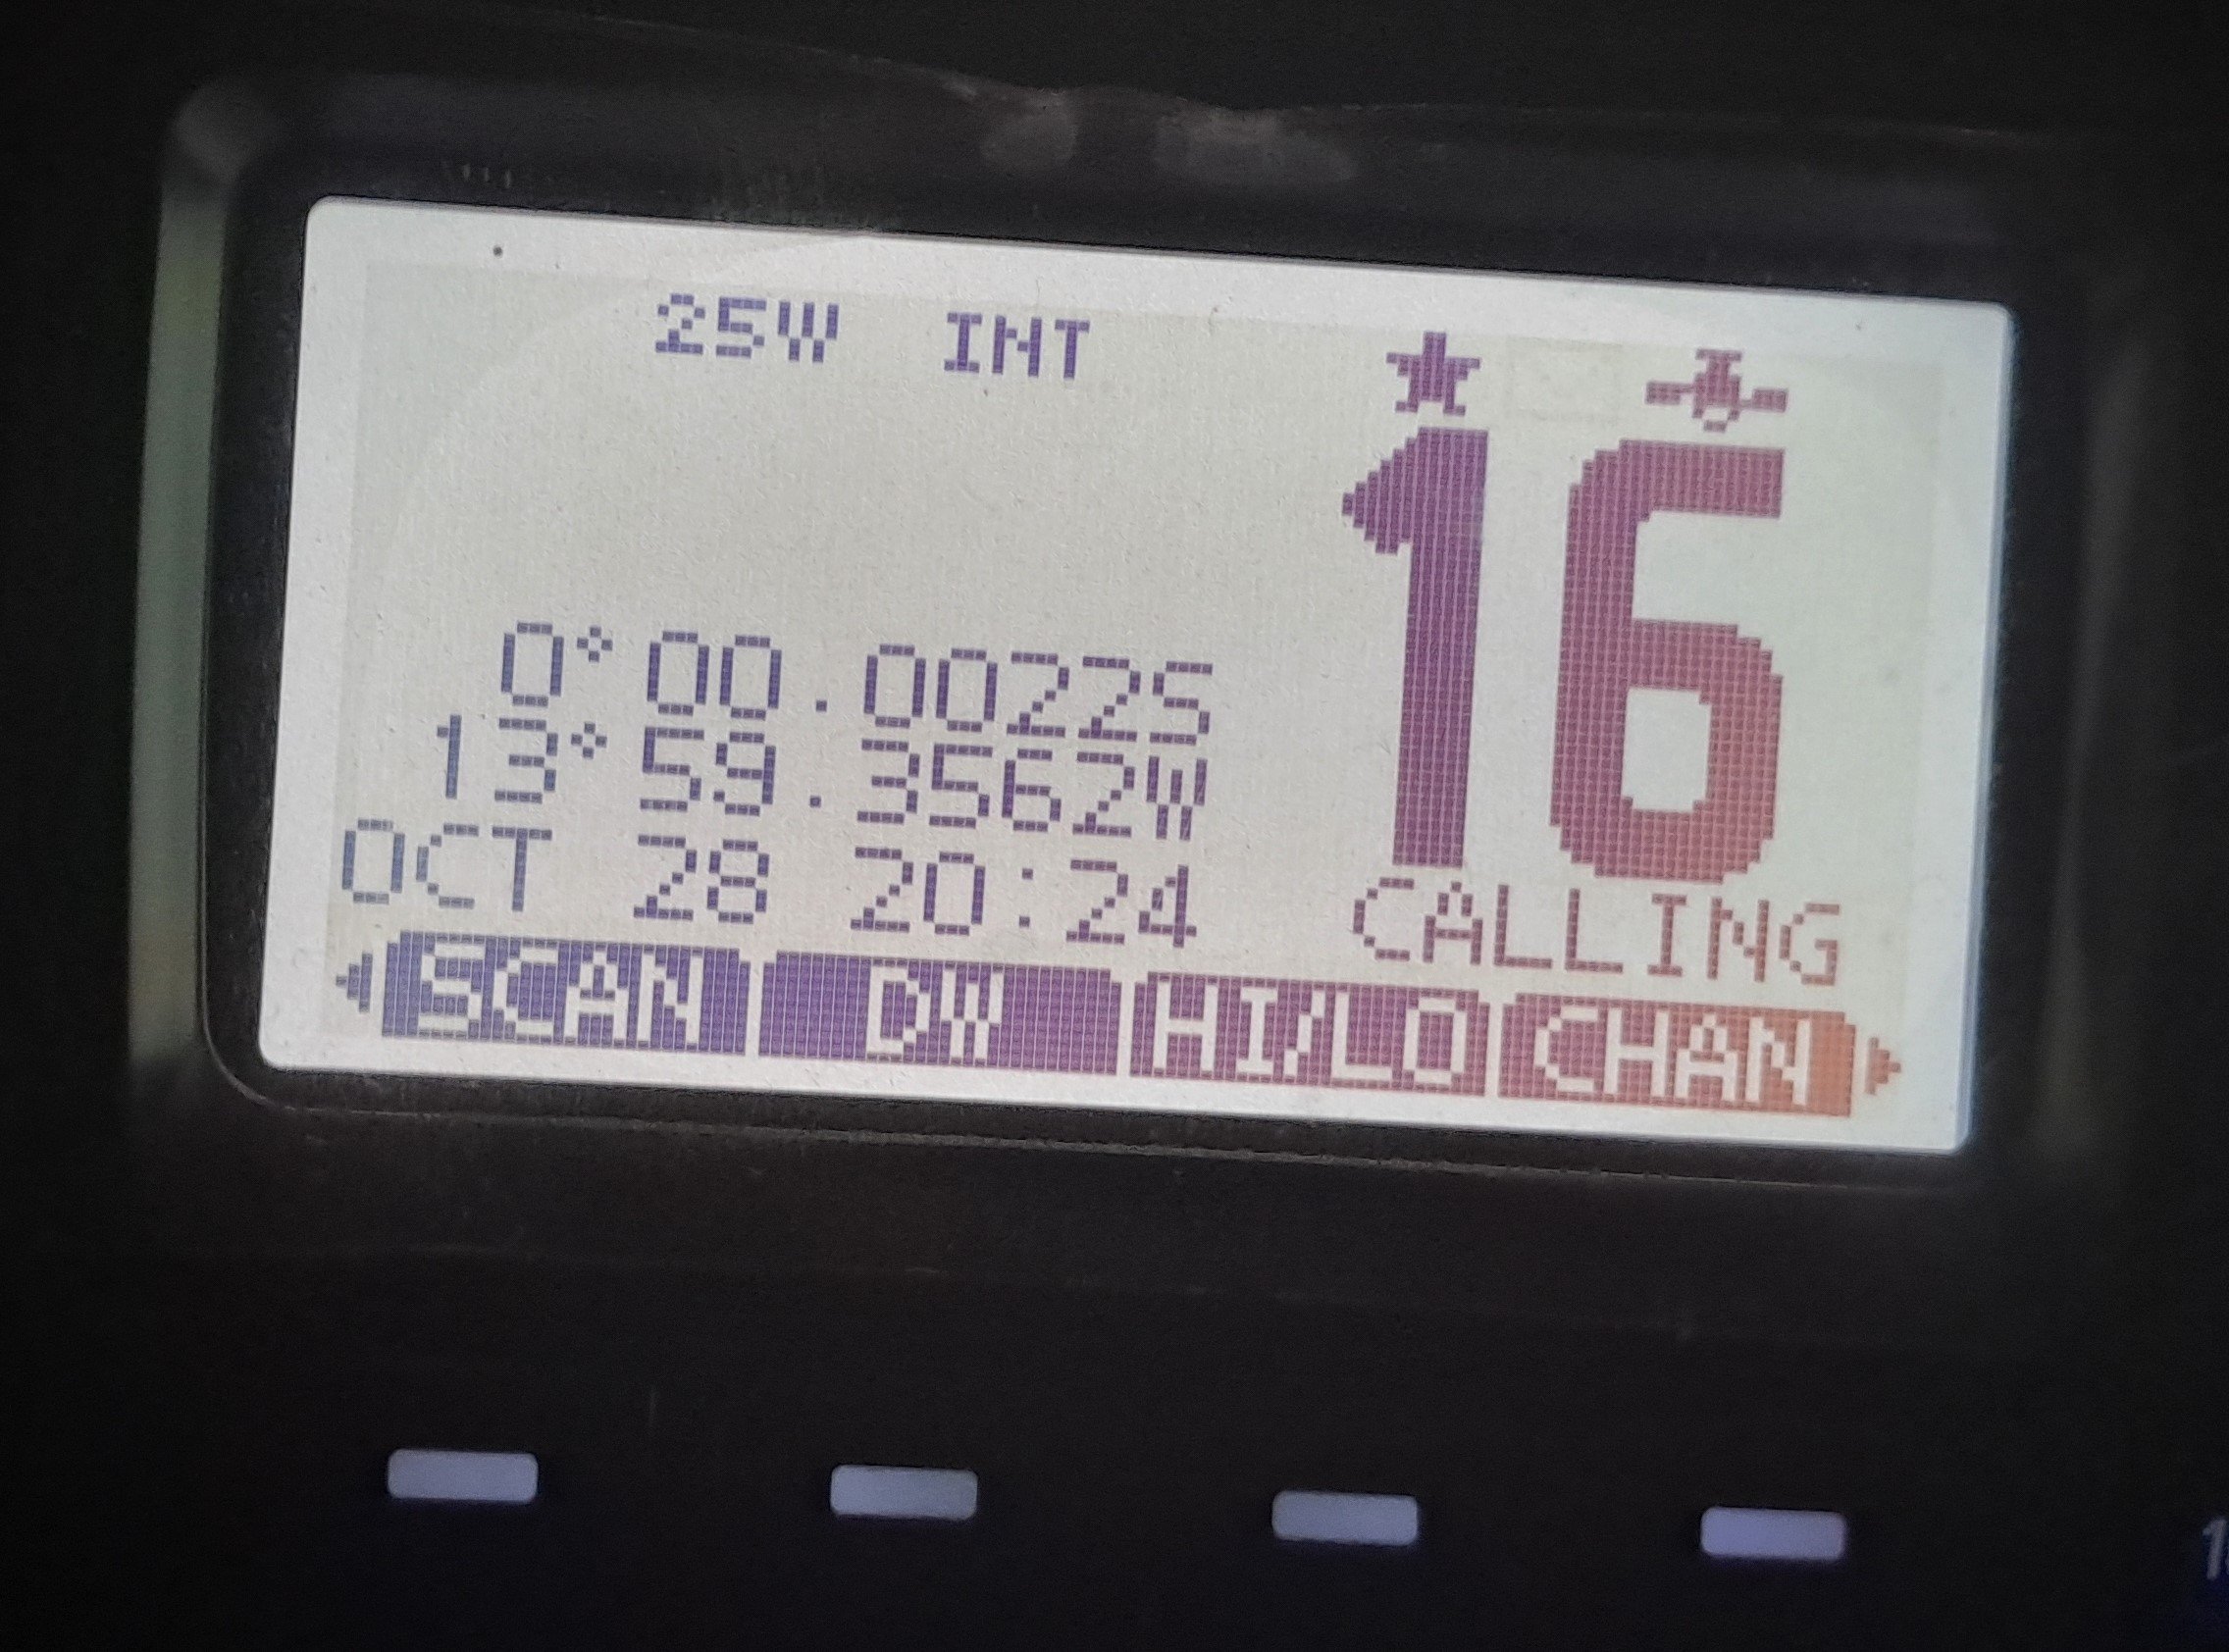 25W INT
16
0°00.0022S
13°59.3562W
OCT 28 20:24
CALLING
SCAN DW HI/LO CHAN